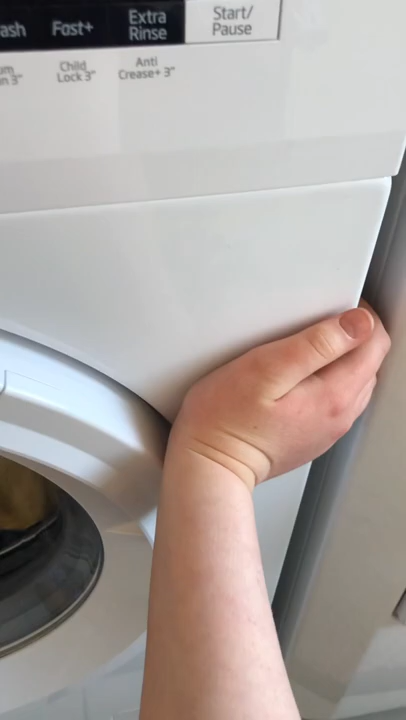 Fast+
Extra
Rinse
Start/
Pause
Child
Lock 3"
Anti
Crease+ 3"